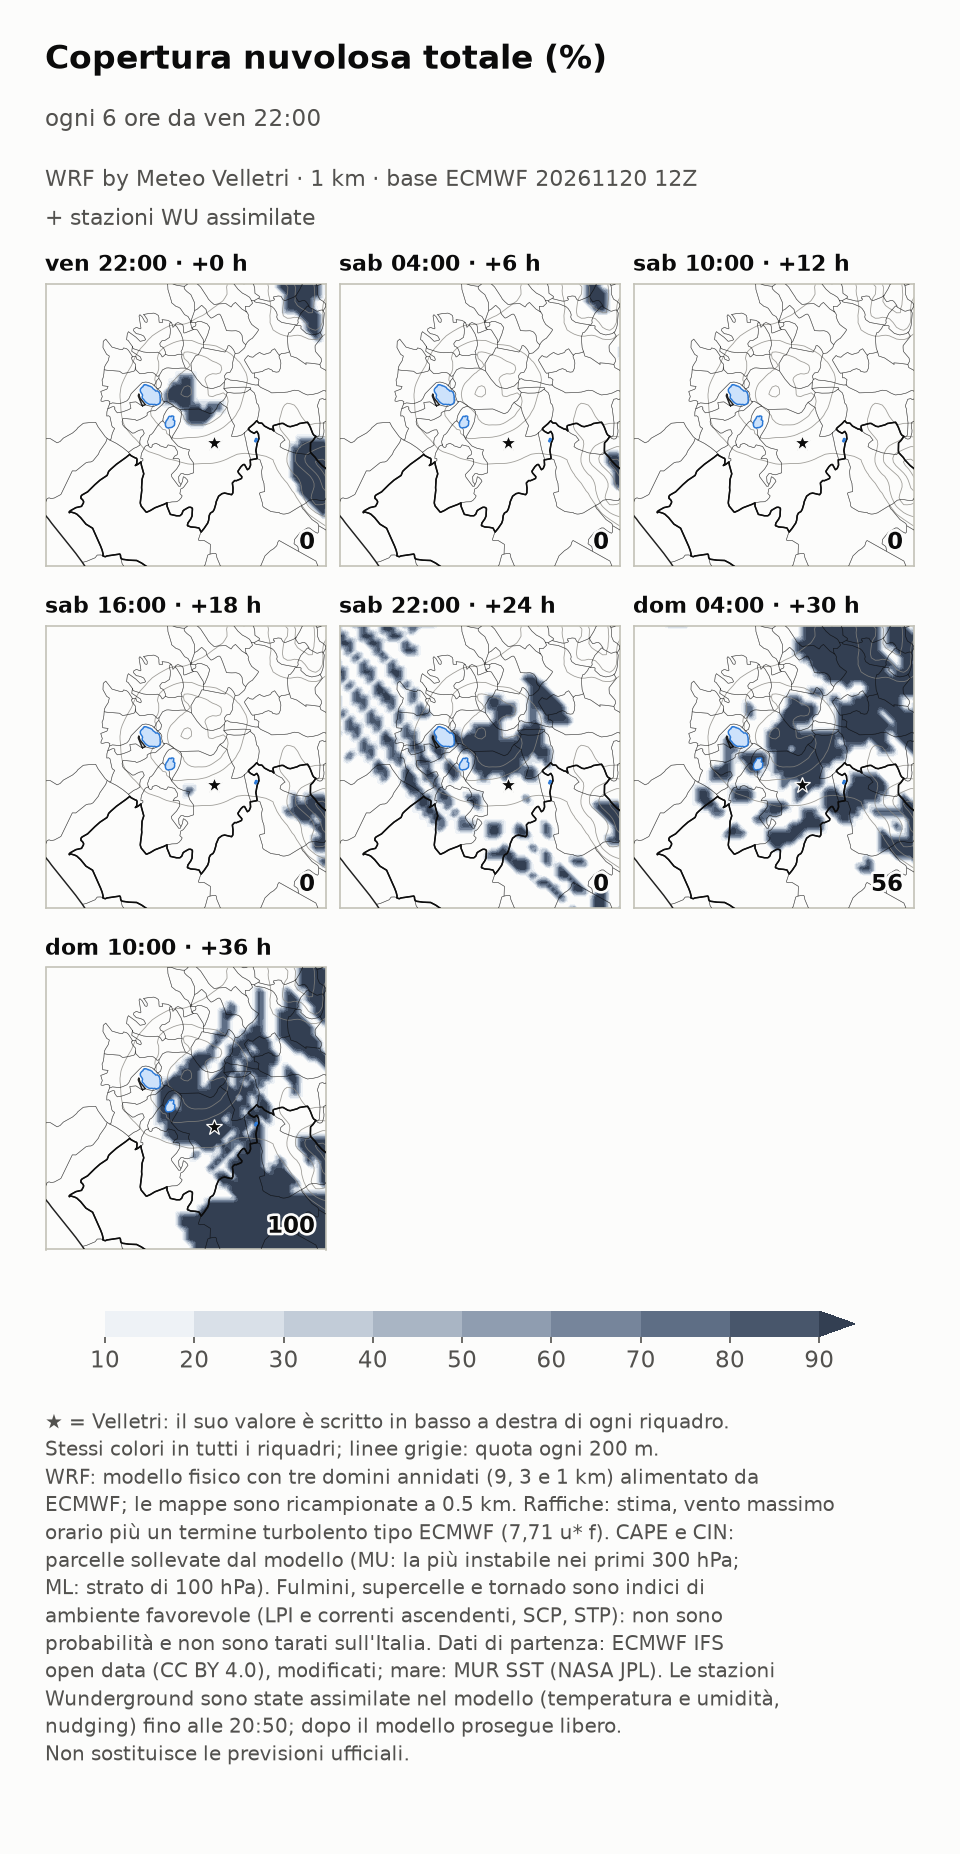 Copertura nuvolosa totale (%)
ogni 6 ore da ven 22:00
WRF by Meteo Velletri · 1 km · base ECMWF 20261120 12Z
+ stazioni WU assimilate
ven 22:00 · +0 h
sab 04:00 · +6 h
sab 10:00 · +12 h
0
0
0
sab 16:00 · +18 h
sab 22:00 · +24 h
dom 04:00 · +30 h
0
0
56
dom 10:00 · +36 h
100
10 20 30 40 50 60 70 80 90
★ = Velletri: il suo valore è scritto in basso a destra di ogni riquadro.
Stessi colori in tutti i riquadri; linee grigie: quota ogni 200 m.
WRF: modello fisico con tre domini annidati (9, 3 e 1 km) alimentato da
ECMWF; le mappe sono ricampionate a 0.5 km. Raffiche: stima, vento massimo
orario più un termine turbolento tipo ECMWF (7,71 u* f). CAPE e CIN:
parcelle sollevate dal modello (MU: la più instabile nei primi 300 hPa;
ML: strato di 100 hPa). Fulmini, supercelle e tornado sono indici di
ambiente favorevole (LPI e correnti ascendenti, SCP, STP): non sono
probabilità e non sono tarati sull'Italia. Dati di partenza: ECMWF IFS
open data (CC BY 4.0), modificati; mare: MUR SST (NASA JPL). Le stazioni
Wunderground sono state assimilate nel modello (temperatura e umidità,
nudging) fino alle 20:50; dopo il modello prosegue libero.
Non sostituisce le previsioni ufficiali.